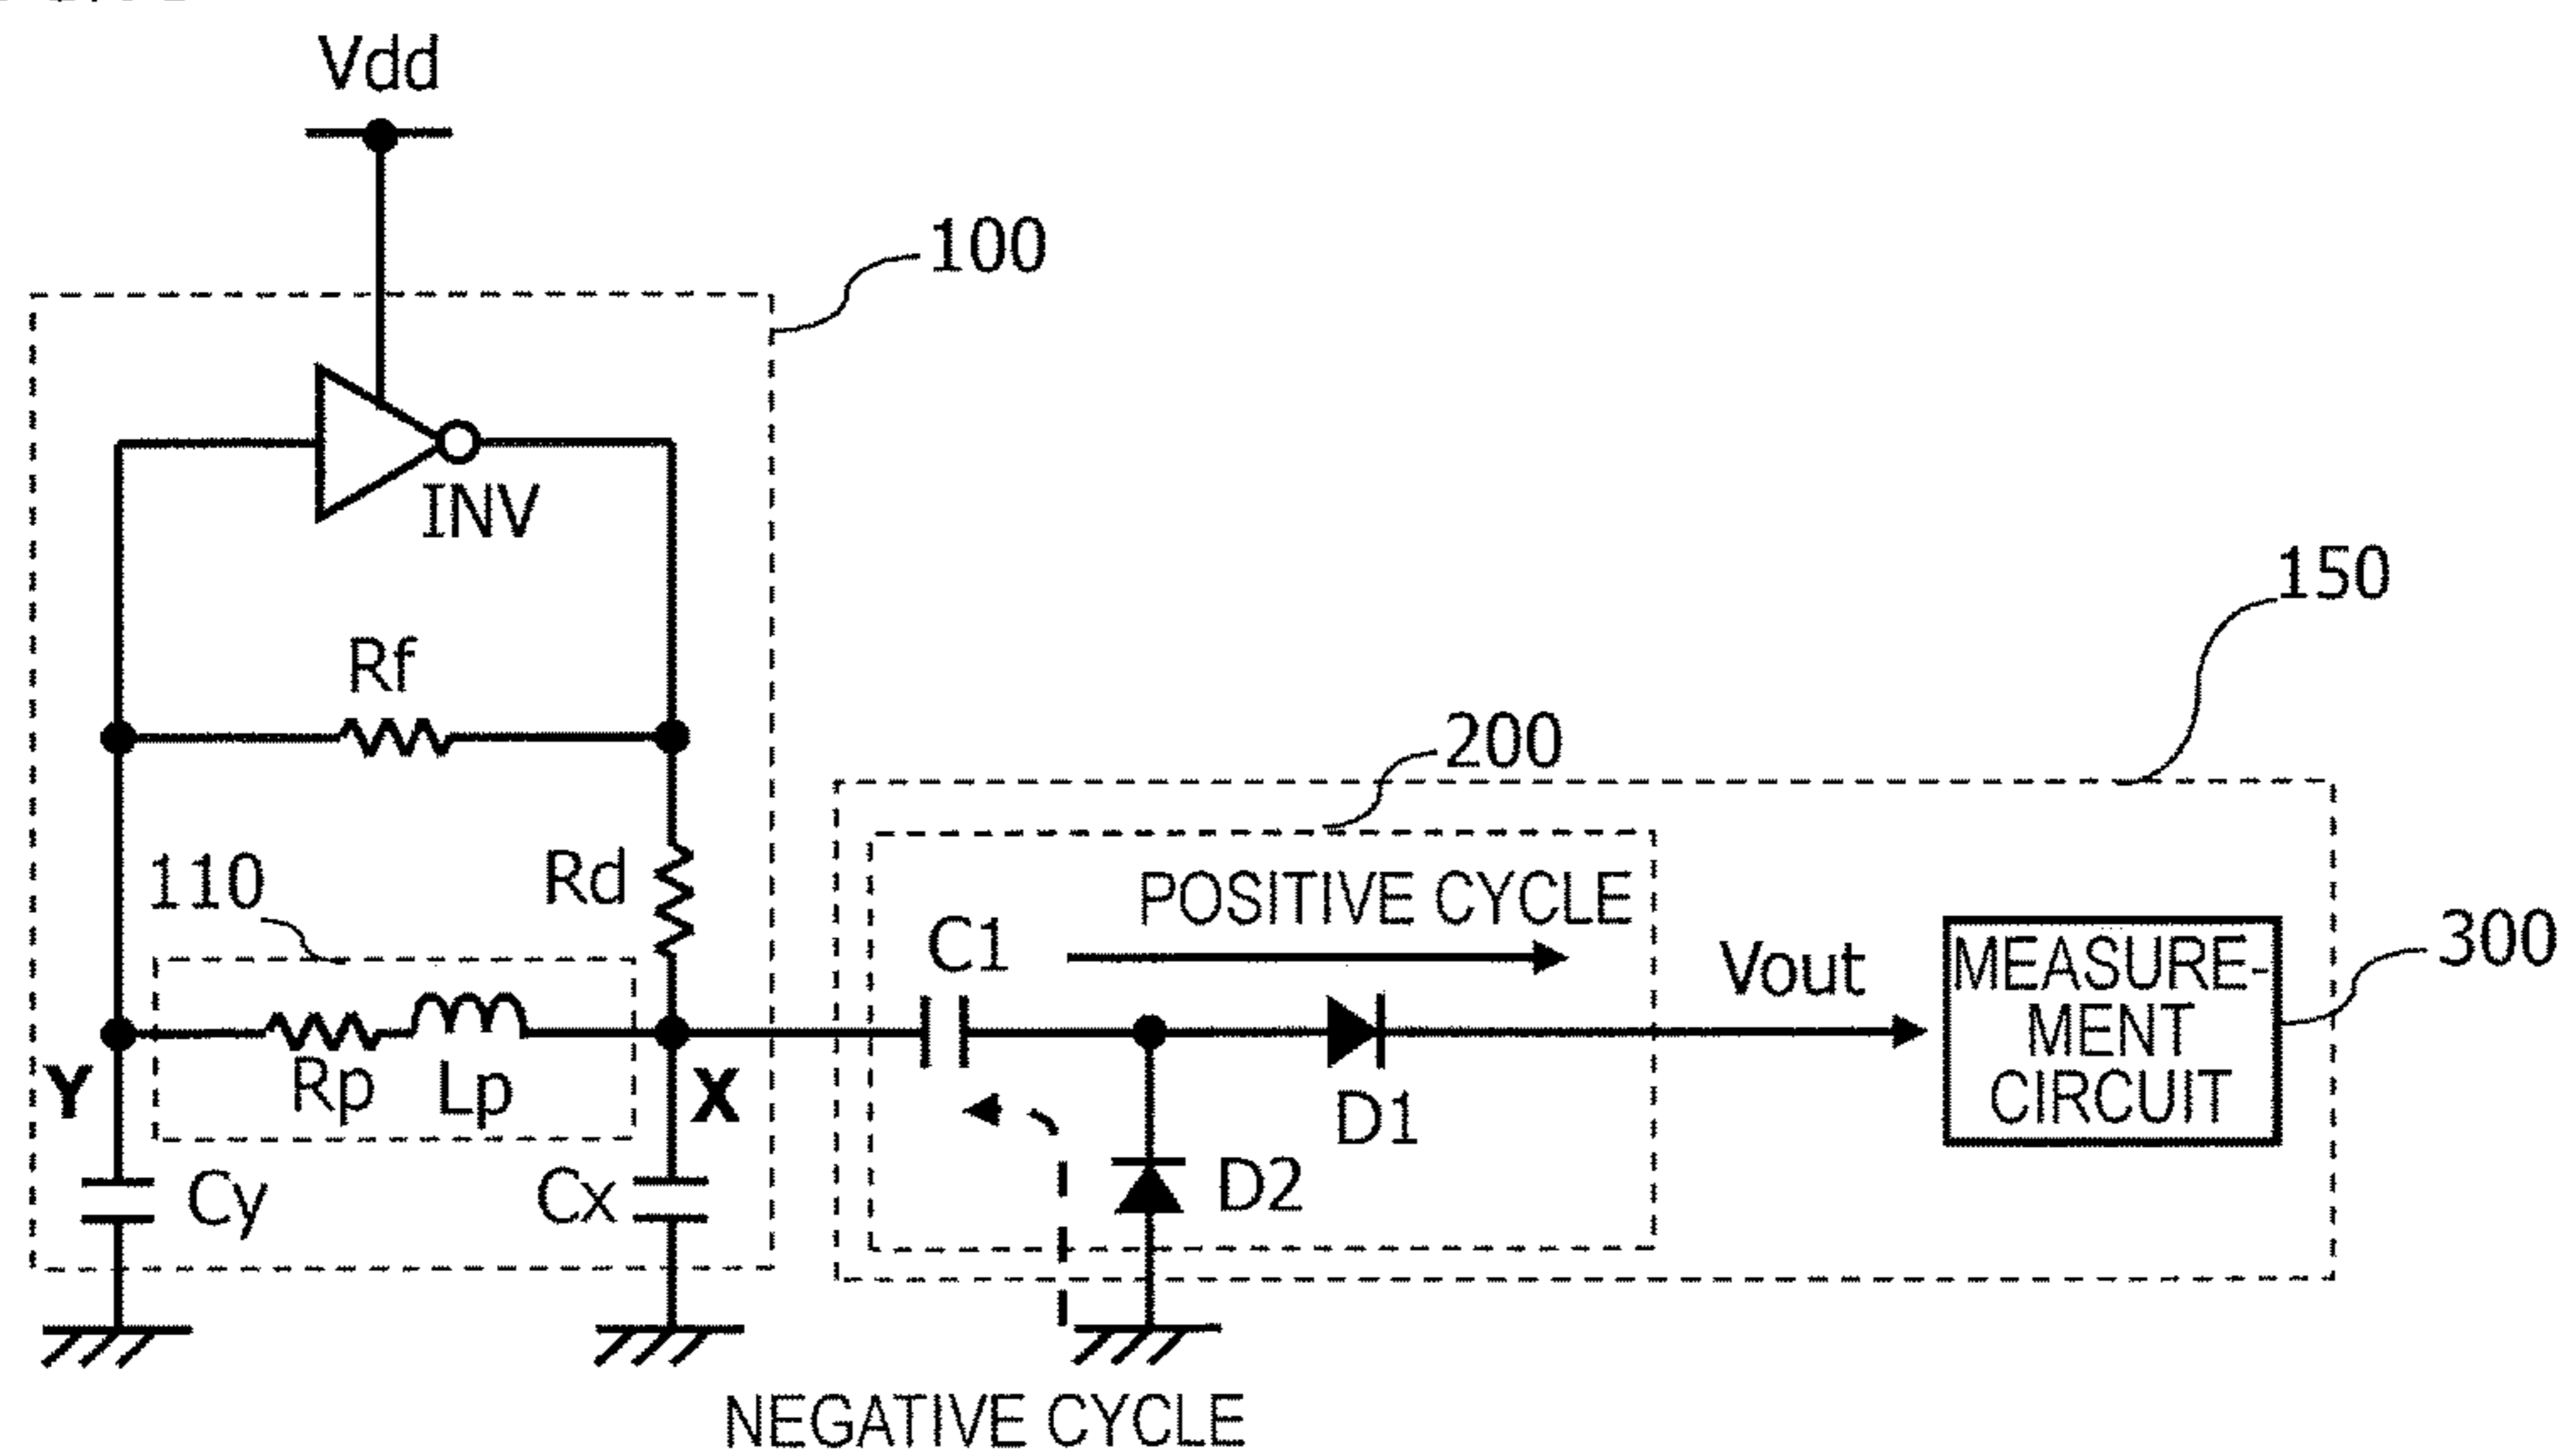 Vdd
100
INV
150
Rf
200
Rd
110
POSITIVE CYCLE
C1
300
Vout
MEASURE-
MENT
CIRCUIT
Y
Rp
Lp
X
D1
Cy
Cx
D2
NEGATIVE CYCLE